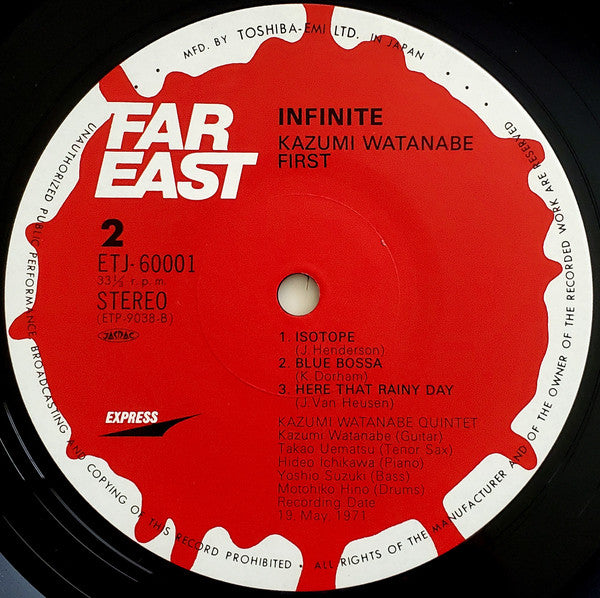 • • • MFD. BY TOSHIBA-EMI LTD. IN JAPAN • • •
FAR
EAST
INFINITE
KAZUMI WATANABE
FIRST
2
ETJ-60001
33⅓ r.p.m.
STEREO
(ETP-9038-B)
JASRAC
1. ISOTOPE
(J. Henderson)
2. BLUE BOSSA
(K. Dorham)
3. HERE THAT RAINY DAY
(J. Van Heusen)
EXPRESS
KAZUMI WATANABE QUINTET
Kazumi Watanabe (Guitar)
Takao Uematsu (Tenor Sax)
Hideo Ichikawa (Piano)
Yoshio Suzuki (Bass)
Motohiko Hino (Drums)
Recording Date
19. May, 1971
UNAUTHORIZED PUBLIC PERFORMANCE BROADCASTING AND COPYING OF THIS RECORD PROHIBITED • ALL RIGHTS OF THE MANUFACTURER AND OF THE OWNER OF THE RECORDED WORK ARE RESERVED